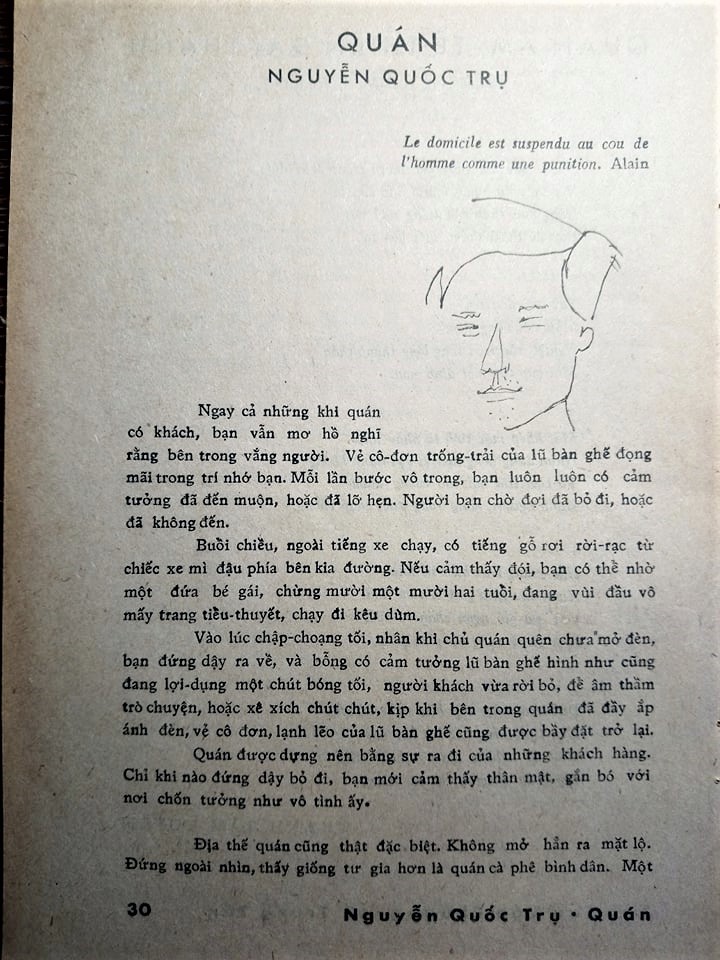 QUÁN
NGUYỄN QUỐC TRỤ
Le domicile est suspendu au cou de
l'homme comme une punition. Alain
Ngay cả những khi quán
có khách, bạn vẫn mơ hồ nghĩ
rằng bên trong vắng người. Vẻ cô-đơn trống-trải của lũ bàn ghế đọng
mãi trong trí nhớ bạn. Mỗi lần bước vô trong, bạn luôn luôn có cảm
tưởng đã đến muộn, hoặc đã lỡ hẹn. Người bạn chờ đợi đã bỏ đi, hoặc
đã không đến.
Buổi chiều, ngoài tiếng xe chạy, có tiếng gỗ rơi rời-rạc từ
chiếc xe mì đậu phía bên kia đường. Nếu cảm thấy đói, bạn có thể nhờ
một đứa bé gái, chừng mười một mười hai tuổi, đang vùi đầu vô
mấy trang tiểu-thuyết, chạy đi kêu dùm.
Vào lúc chập-choạng tối, nhân khi chủ quán quên chưa mở đèn,
bạn đứng dậy ra về, và bỗng có cảm tưởng lũ bàn ghế hình như cũng
đang lợi-dụng một chút bóng tối, người khách vừa rời bỏ, để âm thầm
trò chuyện, hoặc xê xích chút chút, kịp khi bên trong quán đã đầy ắp
ánh đèn, vẻ cô đơn, lạnh lẽo của lũ bàn ghế cũng được bầy đặt trở lại.
Quán được dựng nên bằng sự ra đi của những khách hàng.
Chỉ khi nào đứng dậy bỏ đi, bạn mới cảm thấy thân mật, gắn bó với
nơi chốn tưởng như vô tình ấy.
Địa thế quán cũng thật đặc biệt. Không mở hẳn ra mặt lộ.
Đứng ngoài nhìn, thấy giống tư gia hơn là quán cà phê bình dân. Một
30
Nguyễn Quốc Trụ • Quán